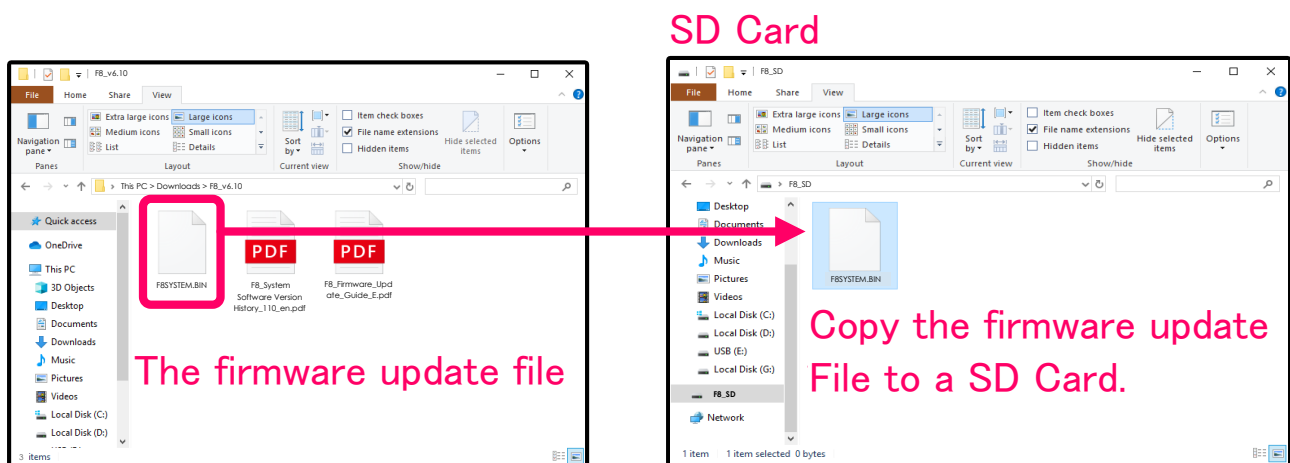 SD Card
F8_v6.10
File Home Share View
Extra large icons Large icons
Medium icons Small icons
List Details
Navigation pane
Sort by
Item check boxes
File name extensions
Hidden items
Hide selected items
Options
Panes Layout Current view Show/hide
This PC > Downloads > F8_v6.10
Quick access
OneDrive
This PC
3D Objects
Desktop
Documents
Downloads
Music
Pictures
Videos
Local Disk (C:)
Local Disk (D:)
F8SYSTEM.BIN
PDF
F8_System
Software Version
History_110_en.pdf
PDF
F8_Firmware_Upd
ate_Guide_E.pdf
The firmware update file
3 items
F8_SD
File Home Share View
Extra large icons Large icons
Medium icons Small icons
List Details
Navigation pane
Sort by
Item check boxes
File name extensions
Hidden items
Hide selected items
Options
Panes Layout Current view Show/hide
F8_SD
Desktop
Documents
Downloads
Music
Pictures
Videos
Local Disk (C:)
Local Disk (D:)
USB (E:)
Local Disk (G:)
F8_SD
Network
F8SYSTEM.BIN
Copy the firmware update
File to a SD Card.
1 item 1 item selected 0 bytes